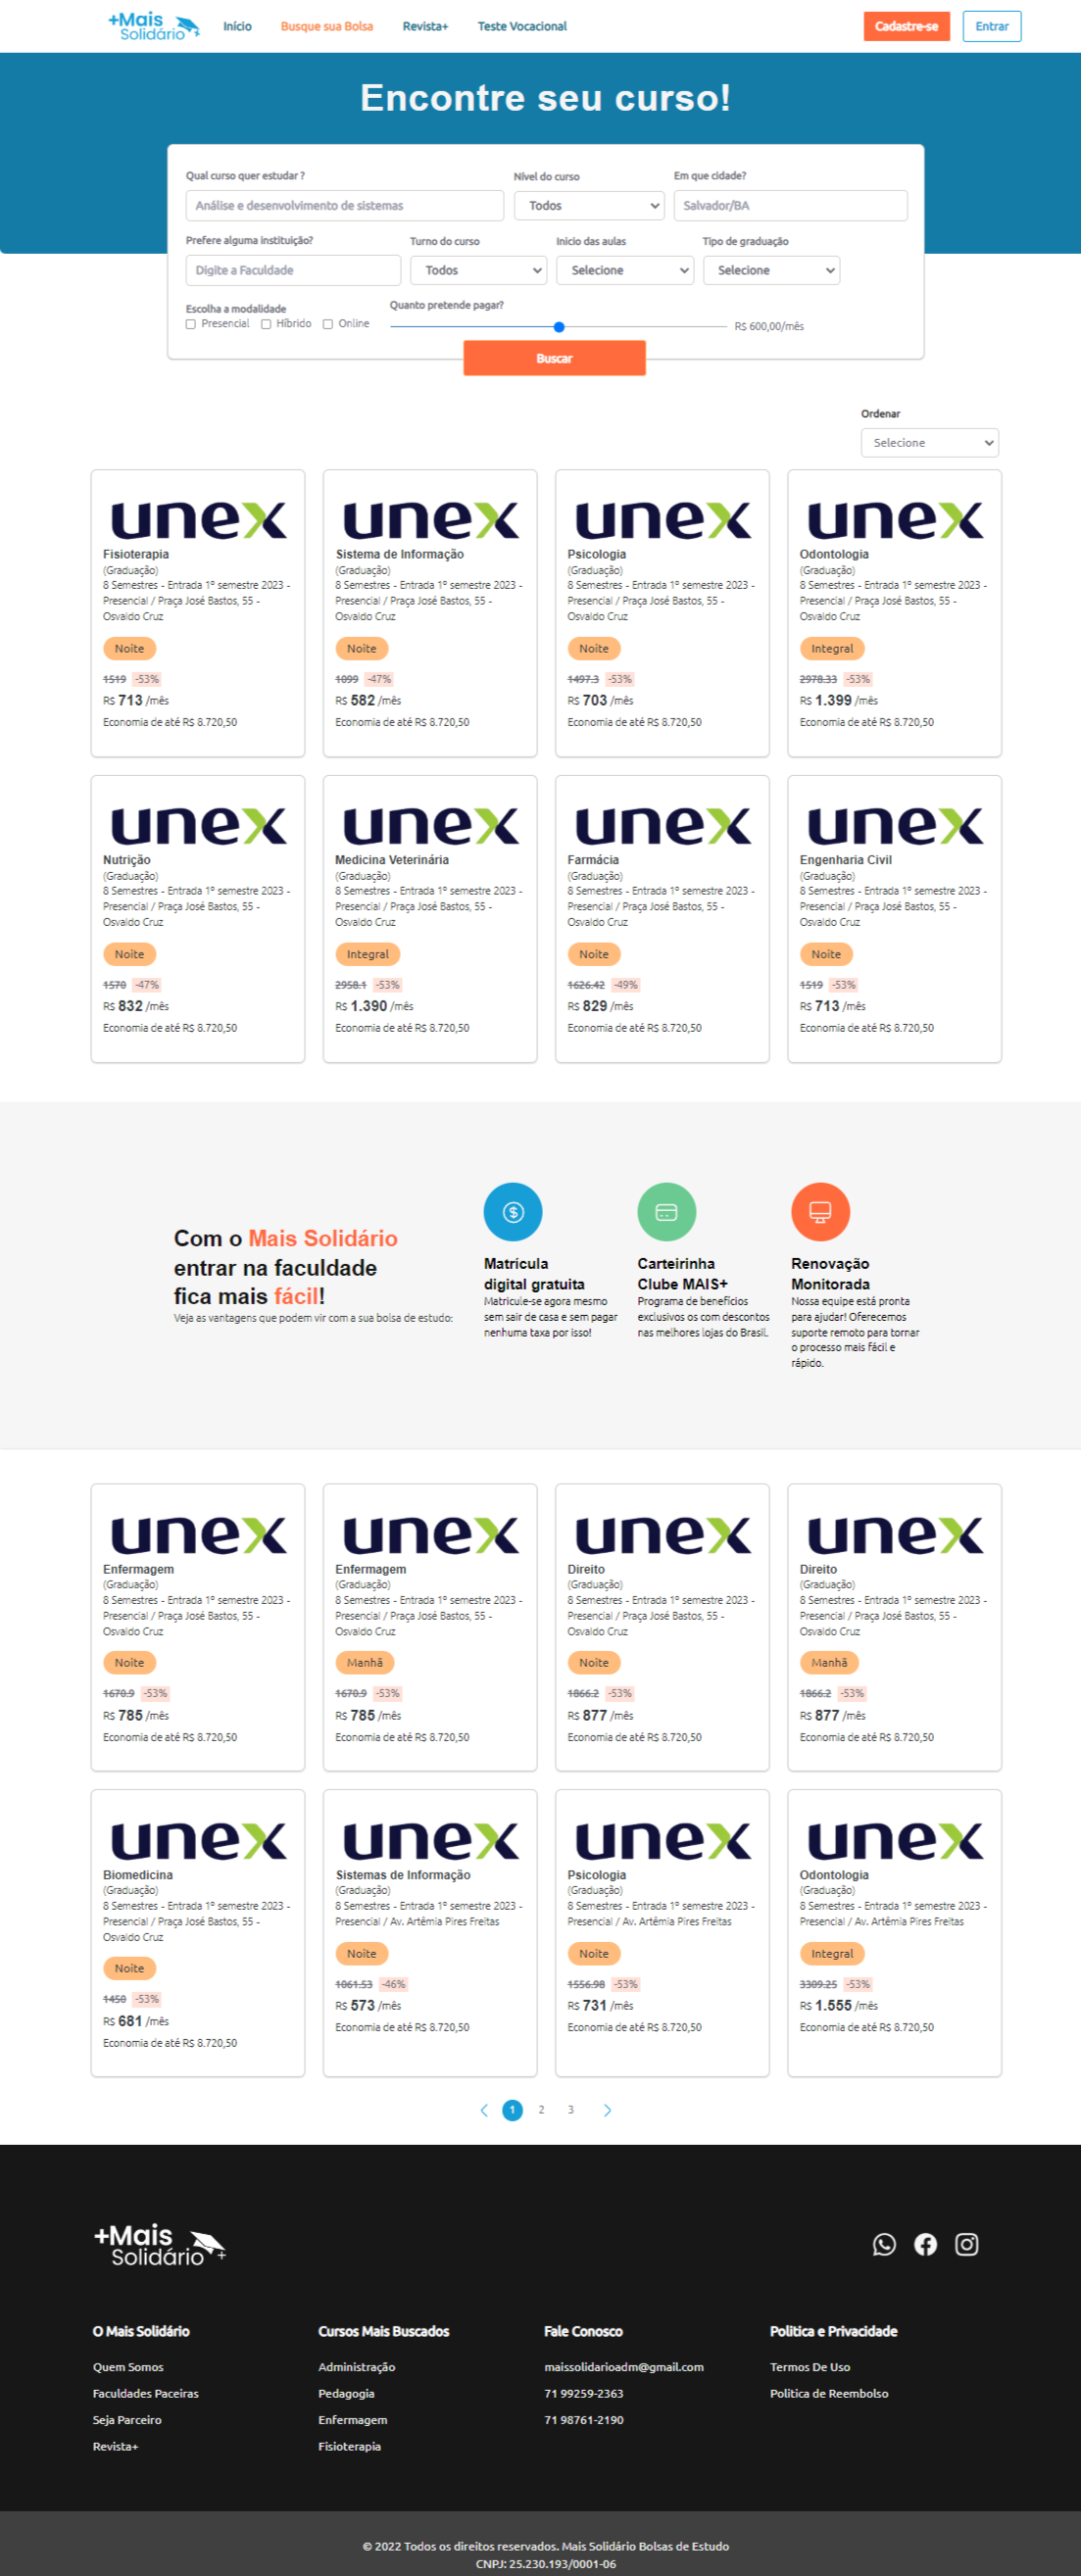 +Mais
Solidário
Início
Busque sua Bolsa
Revista+
Teste Vocacional
Cadastre-se
Entrar
Encontre seu curso!
Qual curso quer estudar ?
Nível do curso
Em que cidade?
Análise e desenvolvimento de sistemas
Todos
Salvador/BA
Prefere alguma instituição?
Turno do curso
Inicio das aulas
Tipo de graduação
Digite a Faculdade
Todos
Selecione
Selecione
Escolha a modalidade
Presencial
Híbrido
Online
Quanto pretende pagar?
R$ 600,00/mês
Buscar
Ordenar
Selecione
unex
Fisioterapia
(Graduação)
8 Semestres - Entrada 1º semestre 2023 -
Presencial / Praça José Bastos, 55 -
Osvaldo Cruz
Noite
1519 -53%
R$ 713 /mês
Economia de até R$ 8.720,50
unex
Sistema de Informação
(Graduação)
8 Semestres - Entrada 1º semestre 2023 -
Presencial / Praça José Bastos, 55 -
Osvaldo Cruz
Noite
1099 -47%
R$ 582 /mês
Economia de até R$ 8.720,50
unex
Psicologia
(Graduação)
8 Semestres - Entrada 1º semestre 2023 -
Presencial / Praça José Bastos, 55 -
Osvaldo Cruz
Noite
1497.3 -53%
R$ 703 /mês
Economia de até R$ 8.720,50
unex
Odontologia
(Graduação)
8 Semestres - Entrada 1º semestre 2023 -
Presencial / Praça José Bastos, 55 -
Osvaldo Cruz
Integral
2978.33 -53%
R$ 1.399 /mês
Economia de até R$ 8.720,50
unex
Nutrição
(Graduação)
8 Semestres - Entrada 1º semestre 2023 -
Presencial / Praça José Bastos, 55 -
Osvaldo Cruz
Noite
1570 -47%
R$ 832 /mês
Economia de até R$ 8.720,50
unex
Medicina Veterinária
(Graduação)
8 Semestres - Entrada 1º semestre 2023 -
Presencial / Praça José Bastos, 55 -
Osvaldo Cruz
Integral
2958.1 -53%
R$ 1.390 /mês
Economia de até R$ 8.720,50
unex
Farmácia
(Graduação)
8 Semestres - Entrada 1º semestre 2023 -
Presencial / Praça José Bastos, 55 -
Osvaldo Cruz
Noite
1626.42 -49%
R$ 829 /mês
Economia de até R$ 8.720,50
unex
Engenharia Civil
(Graduação)
8 Semestres - Entrada 1º semestre 2023 -
Presencial / Praça José Bastos, 55 -
Osvaldo Cruz
Noite
1519 -53%
R$ 713 /mês
Economia de até R$ 8.720,50
Com o Mais Solidário
entrar na faculdade
fica mais fácil!
Veja as vantagens que podem vir com a sua bolsa de estudo:
Matrícula
digital gratuita
Matricule-se agora mesmo
sem sair de casa e sem pagar
nenhuma taxa por isso!
Carteirinha
Clube MAIS+
Programa de benefícios
exclusivos os com descontos
nas melhores lojas do Brasil.
Renovação
Monitorada
Nossa equipe está pronta
para ajudar! Oferecemos
suporte remoto para tornar
o processo mais fácil e
rápido.
unex
Enfermagem
(Graduação)
8 Semestres - Entrada 1º semestre 2023 -
Presencial / Praça José Bastos, 55 -
Osvaldo Cruz
Noite
1670.9 -53%
R$ 785 /mês
Economia de até R$ 8.720,50
unex
Enfermagem
(Graduação)
8 Semestres - Entrada 1º semestre 2023 -
Presencial / Praça José Bastos, 55 -
Osvaldo Cruz
Manhã
1670.9 -53%
R$ 785 /mês
Economia de até R$ 8.720,50
unex
Direito
(Graduação)
8 Semestres - Entrada 1º semestre 2023 -
Presencial / Praça José Bastos, 55 -
Osvaldo Cruz
Noite
1866.2 -53%
R$ 877 /mês
Economia de até R$ 8.720,50
unex
Direito
(Graduação)
8 Semestres - Entrada 1º semestre 2023 -
Presencial / Praça José Bastos, 55 -
Osvaldo Cruz
Manhã
1866.2 -53%
R$ 877 /mês
Economia de até R$ 8.720,50
unex
Biomedicina
(Graduação)
8 Semestres - Entrada 1º semestre 2023 -
Presencial / Praça José Bastos, 55 -
Osvaldo Cruz
Noite
1450 -53%
R$ 681 /mês
Economia de até R$ 8.720,50
unex
Sistemas de Informação
(Graduação)
8 Semestres - Entrada 1º semestre 2023 -
Presencial / Av. Artêmia Pires Freitas
Noite
1061.53 -46%
R$ 573 /mês
Economia de até R$ 8.720,50
unex
Psicologia
(Graduação)
8 Semestres - Entrada 1º semestre 2023 -
Presencial / Av. Artêmia Pires Freitas
Noite
1556.98 -53%
R$ 731 /mês
Economia de até R$ 8.720,50
unex
Odontologia
(Graduação)
8 Semestres - Entrada 1º semestre 2023 -
Presencial / Av. Artêmia Pires Freitas
Integral
3309.25 -53%
R$ 1.555 /mês
Economia de até R$ 8.720,50
1 2 3
+Mais
Solidário
O Mais Solidário
Quem Somos
Faculdades Paceiras
Seja Parceiro
Revista+
Cursos Mais Buscados
Administração
Pedagogia
Enfermagem
Fisioterapia
Fale Conosco
maissolidarioadm@gmail.com
71 99259-2363
71 98761-2190
Politica e Privacidade
Termos De Uso
Politica de Reembolso
© 2022 Todos os direitos reservados. Mais Solidário Bolsas de Estudo
CNPJ: 25.230.193/0001-06